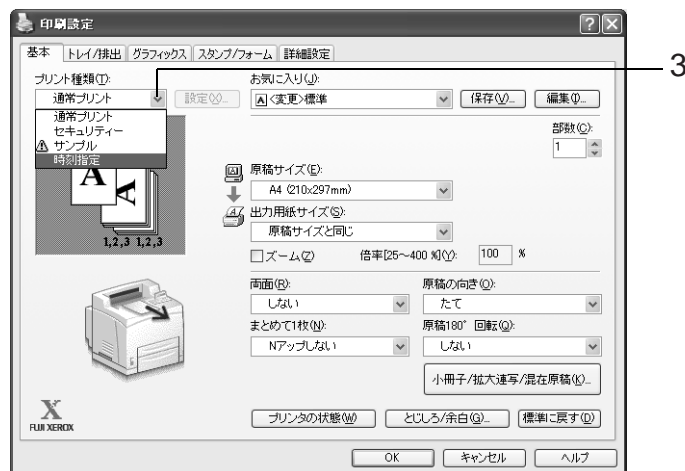 印刷設定
基本 トレイ/排出 グラフィックス スタンプ/フォーム 詳細設定
3
プリント種類(T):
通常プリント 設定(X)...
通常プリント
セキュリティー
サンプル
時刻指定
お気に入り(J):
A <変更>標準 保存(V)... 編集(I)...
部数(C):
1
A A
1,2,3 1,2,3
原稿サイズ(E):
A4 (210x297mm)
出力用紙サイズ(S):
原稿サイズと同じ
ズーム(Z) 倍率[25～400 %](Y): 100 %
両面(R): 原稿の向き(O):
しない たて
まとめて1枚(N): 原稿180° 回転(Q):
Nアップしない しない
小冊子/拡大連写/混在原稿(K)...
X
FUJI XEROX
プリンタの状態(W) とじしろ/余白(G)... 標準に戻す(D)
OK キャンセル ヘルプ